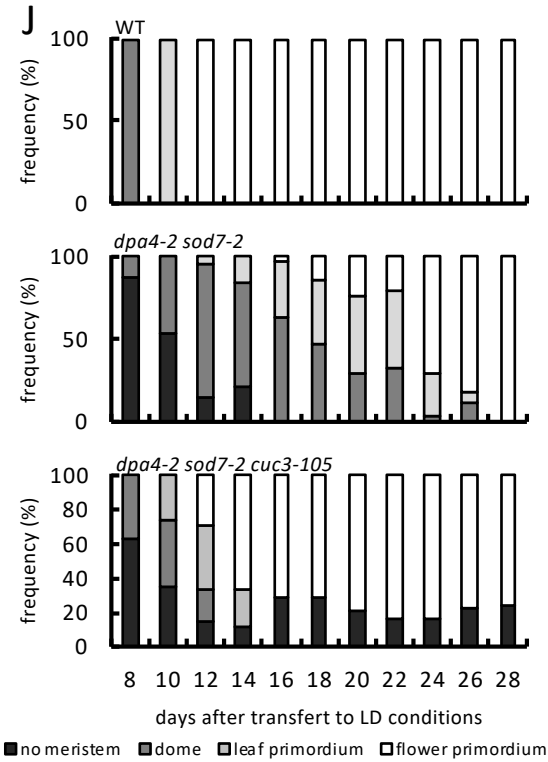 J
WT
100
50
0
frequency (%)
dpa4-2 sod7-2
100
50
0
frequency (%)
dpa4-2 sod7-2 cuc3-105
100
80
60
40
20
0
frequency (%)
8 10 12 14 16 18 20 22 24 26 28
days after transfert to LD conditions
no meristem dome leaf primordium flower primordium